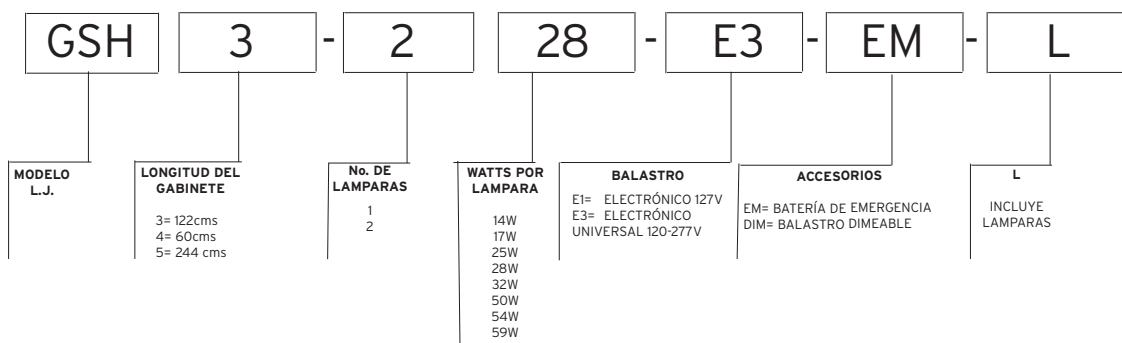 GSH 3 - 2 28 - E3 - EM - L
MODELO
L.J.
LONGITUD DEL
GABINETE
3= 122cms
4= 60cms
5= 244 cms
No. DE
LAMPARAS
1
2
WATTS POR
LAMPARA
14W
17W
25W
28W
32W
50W
54W
59W
BALASTRO
E1= ELECTRÓNICO 127V
E3= ELECTRÓNICO
UNIVERSAL 120-277V
ACCESORIOS
EM= BATERÍA DE EMERGENCIA
DIM= BALASTRO DIMEABLE
L
INCLUYE
LAMPARAS